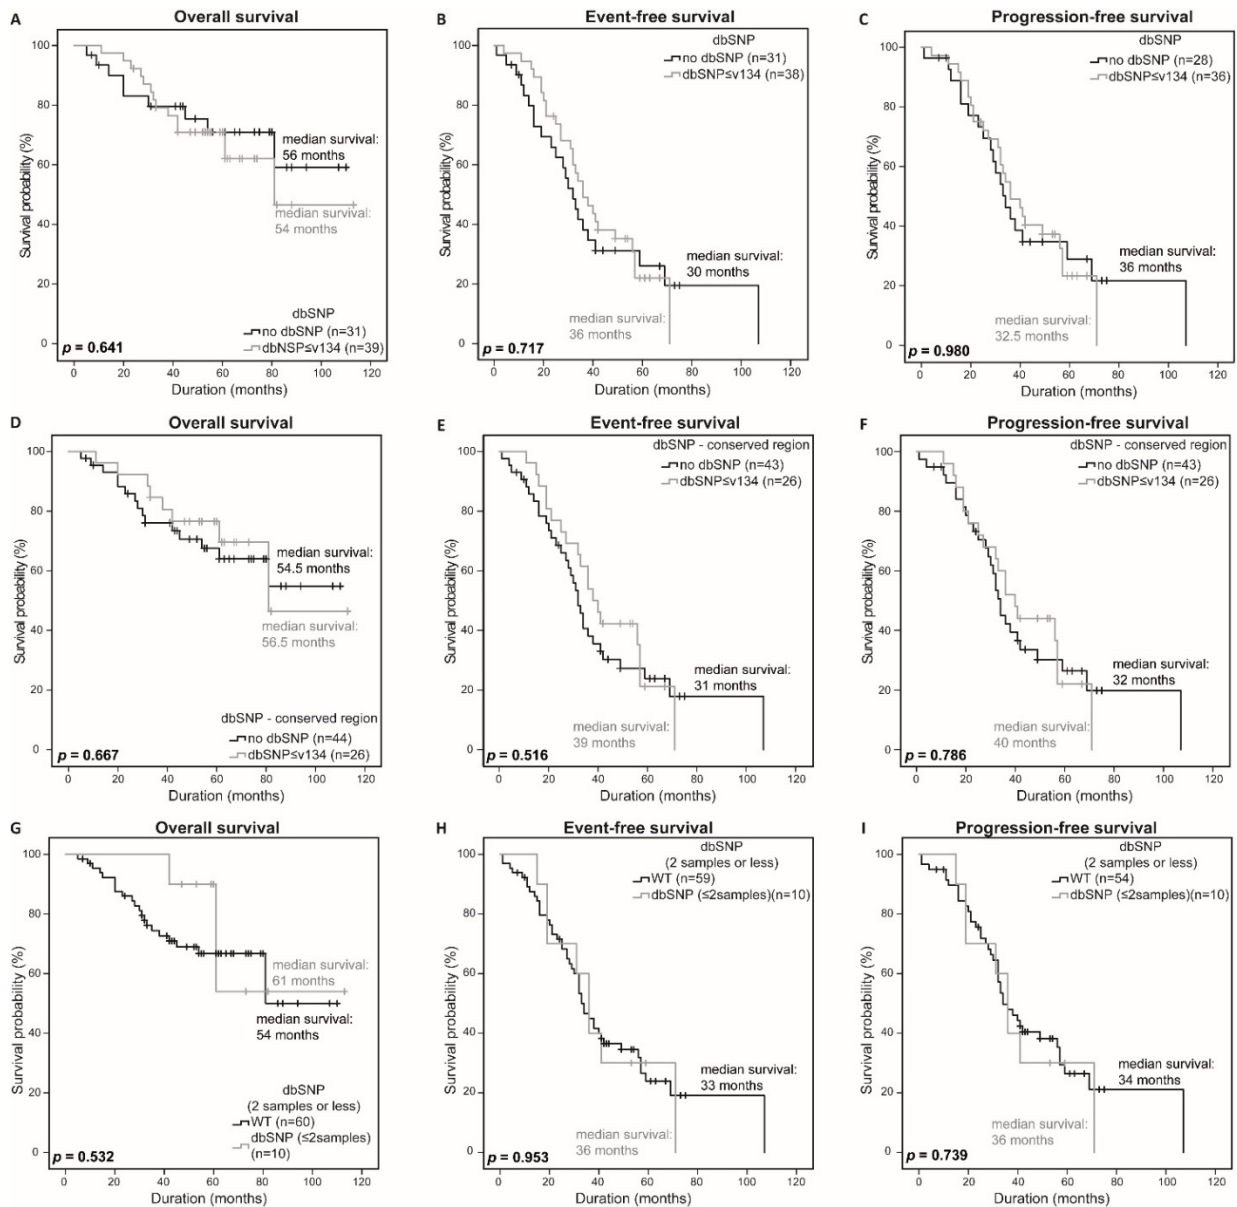 A
Overall survival
100
80
60
40
20
0
Survival probability (%)
median survival:
56 months
median survival:
54 months
dbSNP
no dbSNP (n=31)
dbNSP≤v134 (n=39)
p = 0.641
0 20 40 60 80 100 120
Duration (months)
B
Event-free survival
100
80
60
40
20
0
Survival probability (%)
dbSNP
no dbSNP (n=31)
dbSNP≤v134 (n=38)
median survival:
30 months
median survival:
36 months
p = 0.717
0 20 40 60 80 100 120
Duration (months)
C
Progression-free survival
100
80
60
40
20
0
Survival probability (%)
dbSNP
no dbSNP (n=28)
dbSNP≤v134 (n=36)
median survival:
36 months
median survival:
32.5 months
p = 0.980
0 20 40 60 80 100 120
Duration (months)
D
Overall survival
100
80
60
40
20
0
Survival probability (%)
median survival:
54.5 months
median survival:
56.5 months
dbSNP - conserved region
no dbSNP (n=44)
dbSNP≤v134 (n=26)
p = 0.667
0 20 40 60 80 100 120
Duration (months)
E
Event-free survival
100
80
60
40
20
0
Survival probability (%)
dbSNP - conserved region
no dbSNP (n=43)
dbSNP≤v134 (n=26)
median survival:
31 months
median survival:
39 months
p = 0.516
0 20 40 60 80 100 120
Duration (months)
F
Progression-free survival
100
80
60
40
20
0
Survival probability (%)
dbSNP - conserved region
no dbSNP (n=43)
dbSNP≤v134 (n=26)
median survival:
32 months
median survival:
40 months
p = 0.786
0 20 40 60 80 100 120
Duration (months)
G
Overall survival
100
80
60
40
20
0
Survival probability (%)
median survival:
61 months
median survival:
54 months
dbSNP
(2 samples or less)
WT (n=60)
dbSNP (≤2samples)
(n=10)
p = 0.532
0 20 40 60 80 100 120
Duration (months)
H
Event-free survival
100
80
60
40
20
0
Survival probability (%)
dbSNP
(2 samples or less)
WT (n=59)
dbSNP (≤2samples)(n=10)
median survival:
33 months
median survival:
36 months
p = 0.953
0 20 40 60 80 100 120
Duration (months)
I
Progression-free survival
100
80
60
40
20
0
Survival probability (%)
dbSNP
(2 samples or less)
WT (n=54)
dbSNP (≤2samples)(n=10)
median survival:
34 months
median survival:
36 months
p = 0.739
0 20 40 60 80 100 120
Duration (months)